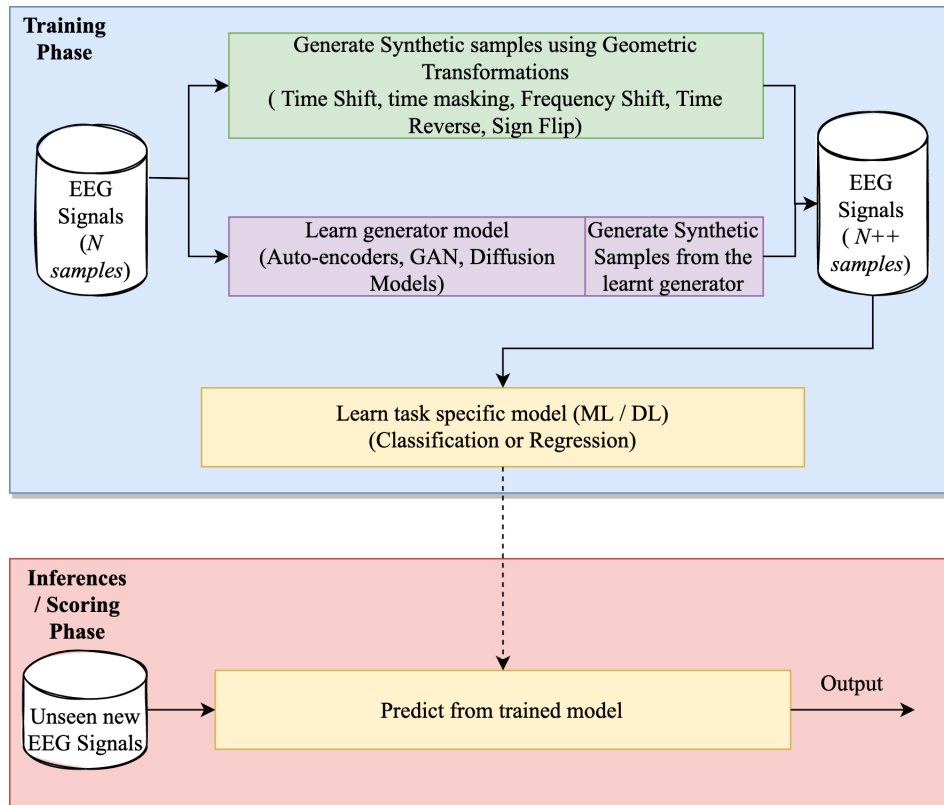 Training
Phase
Generate Synthetic samples using Geometric
Transformations
( Time Shift, time masking, Frequency Shift, Time
Reverse, Sign Flip)
EEG
Signals
(N
samples)
Learn generator model
(Auto-encoders, GAN, Diffusion
Models)
Generate Synthetic
Samples from the
learnt generator
EEG
Signals
( N++
samples)
Learn task specific model (ML / DL)
(Classification or Regression)
Inferences
/ Scoring
Phase
Unseen new
EEG Signals
Predict from trained model
Output